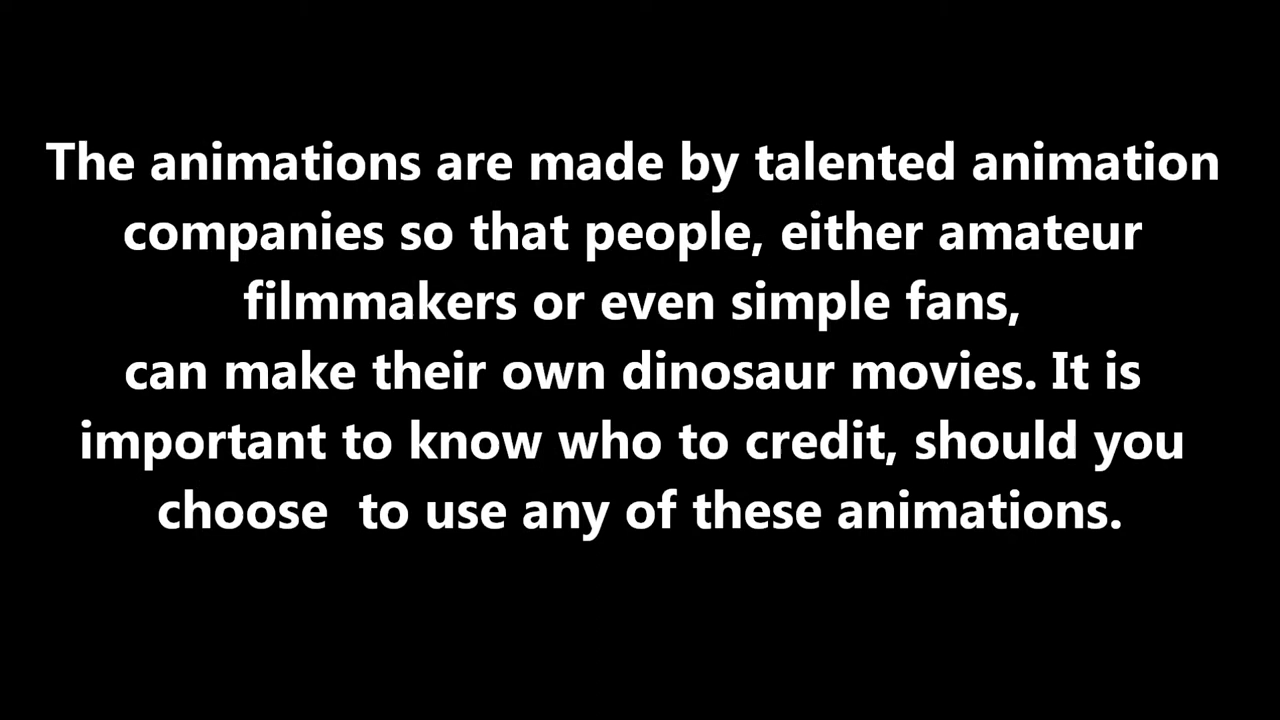 The animations are made by talented animation
companies so that people, either amateur
filmmakers or even simple fans,
can make their own dinosaur movies. It is
important to know who to credit, should you
choose  to use any of these animations.